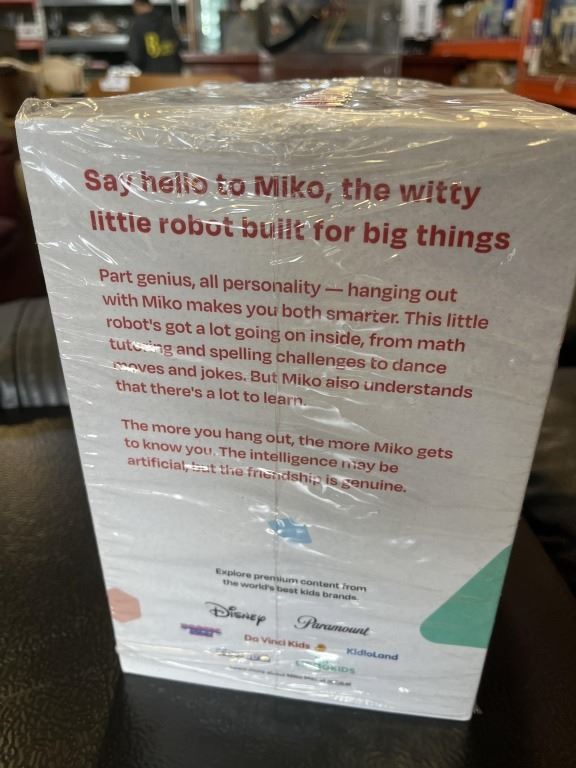 Say hello to Miko, the witty
little robot built for big things
Part genius, all personality — hanging out
with Miko makes you both smarter. This little
robot's got a lot going on inside, from math
tutoring and spelling challenges to dance
moves and jokes. But Miko also understands
that there's a lot to learn.
The more you hang out, the more Miko gets
to know you. The intelligence may be
artificial, but the friendship is genuine.
Explore premium content from
the world's best kids brands.
Disney Paramount
Da Vinci Kids KidloLand